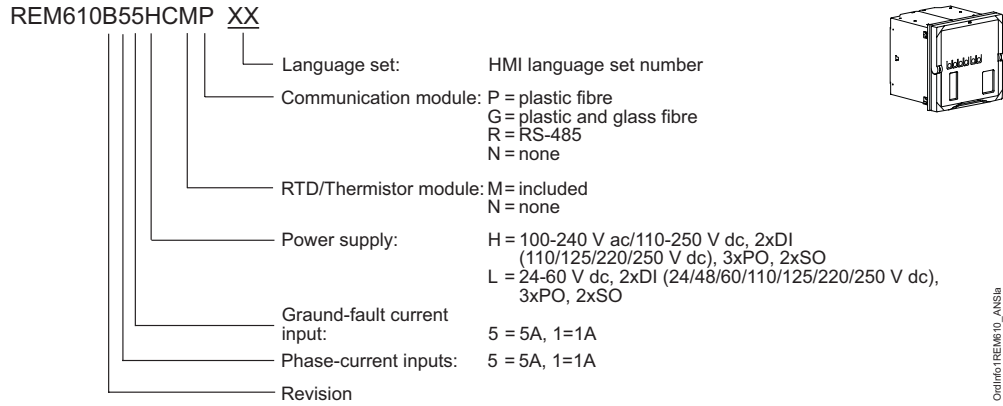 REM610B55HCMP XX
Language set: HMI language set number
Communication module: P = plastic fibre
G = plastic and glass fibre
R = RS-485
N = none
RTD/Thermistor module: M = included
N = none
Power supply: H = 100-240 V ac/110-250 V dc, 2xDI
(110/125/220/250 V dc), 3xPO, 2xSO
L = 24-60 V dc, 2xDI (24/48/60/110/125/220/250 V dc),
3xPO, 2xSO
Ground-fault current
input: 5 = 5A, 1=1A
Phase-current inputs: 5 = 5A, 1=1A
Revision
OrdInfo1REM610_ANSIa